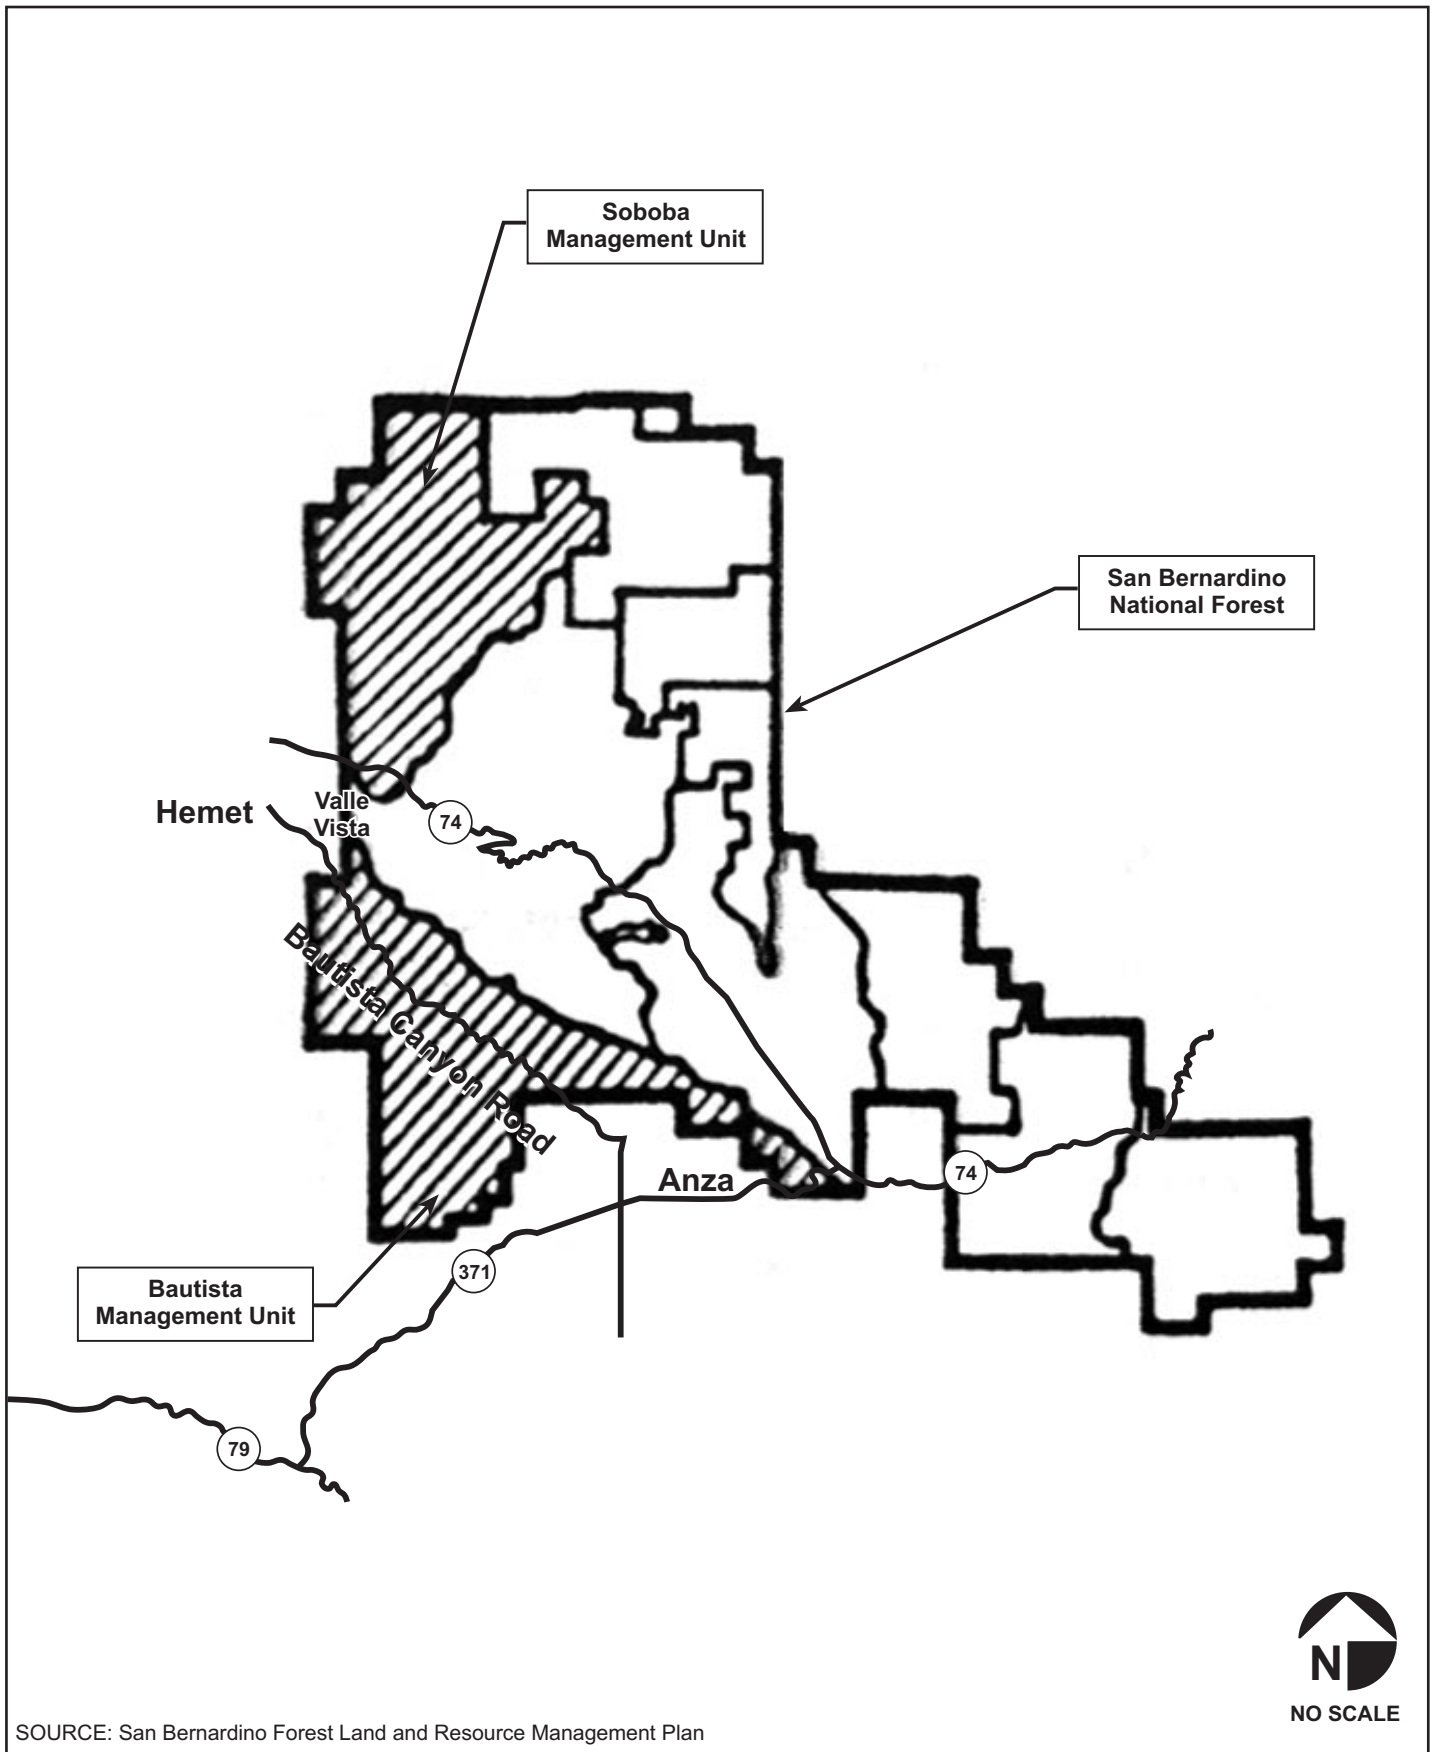 Soboba
Management Unit
San Bernardino
National Forest
Hemet
Valle
Vista
74
Bautista Canyon Road
Anza
74
371
Bautista
Management Unit
79
N
NO SCALE
SOURCE: San Bernardino Forest Land and Resource Management Plan